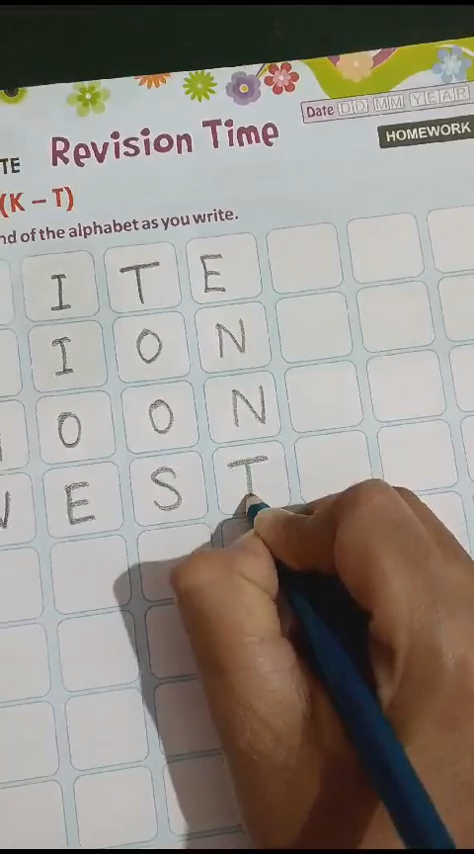 TE Revision Time
Date DD MM YEAR
HOMEWORK
(K – T)
nd of the alphabet as you write.
I T E
I O N
O O N
E S T